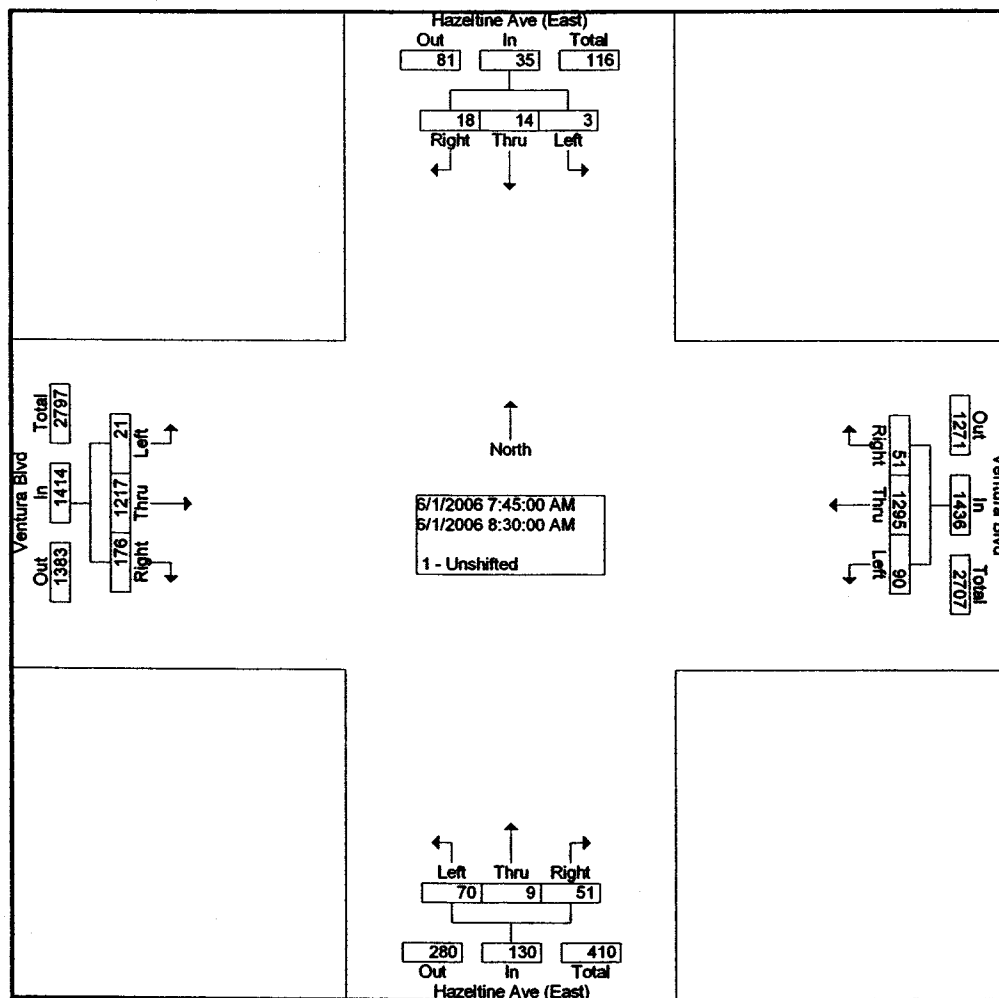 Hazeltine Ave (East)
Out In Total
81 35 116
18 14 3
Right Thru Left
Ventura Blvd
Total In Out
2797 1414 1383
21 1217 176
Left Thru Right
North
6/1/2006 7:45:00 AM
6/1/2006 8:30:00 AM
1 - Unshifted
Right Thru Left
51 1295 90
1271 1436 2707
Out In Total
Ventura Blvd
Left Thru Right
70 9 51
280 130 410
Out In Total
Hazeltine Ave (East)